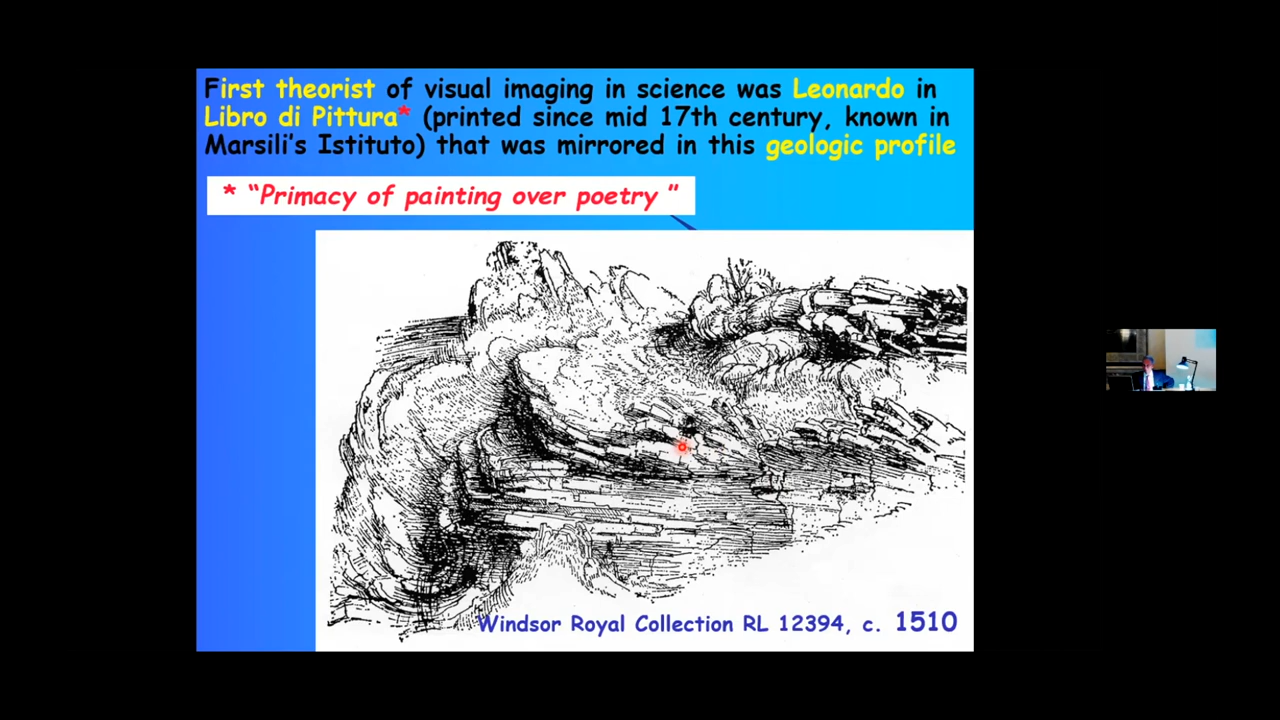 First theorist of visual imaging in science was Leonardo in
Libro di Pittura* (printed since mid 17th century, known in
Marsili's Istituto) that was mirrored in this geologic profile
* “Primacy of painting over poetry ”
Windsor Royal Collection RL 12394, c. 1510